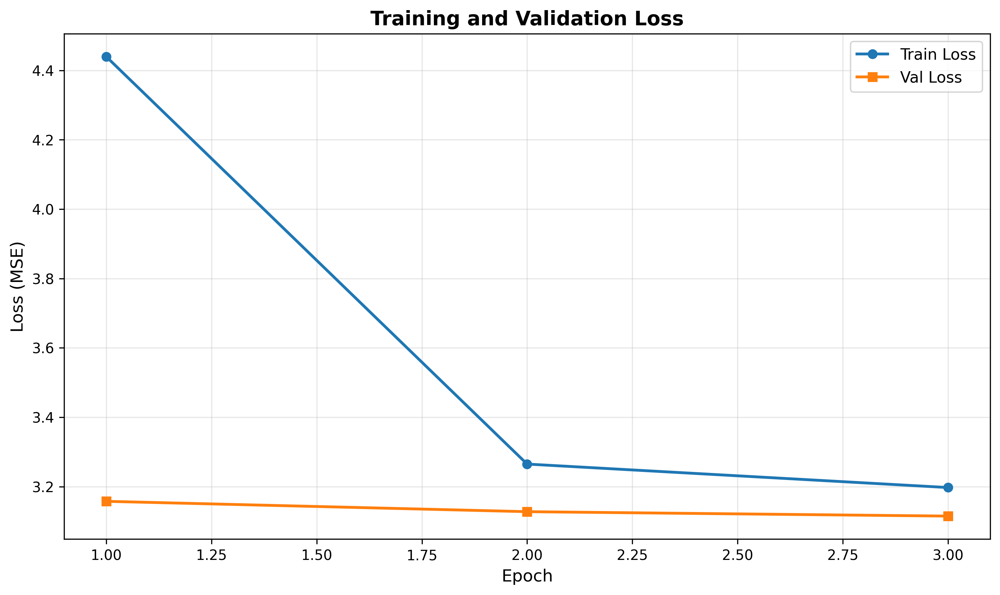 Training and Validation Loss
Train Loss
Val Loss
4.4
4.2
4.0
3.8
3.6
3.4
3.2
Loss (MSE)
1.00 1.25 1.50 1.75 2.00 2.25 2.50 2.75 3.00
Epoch